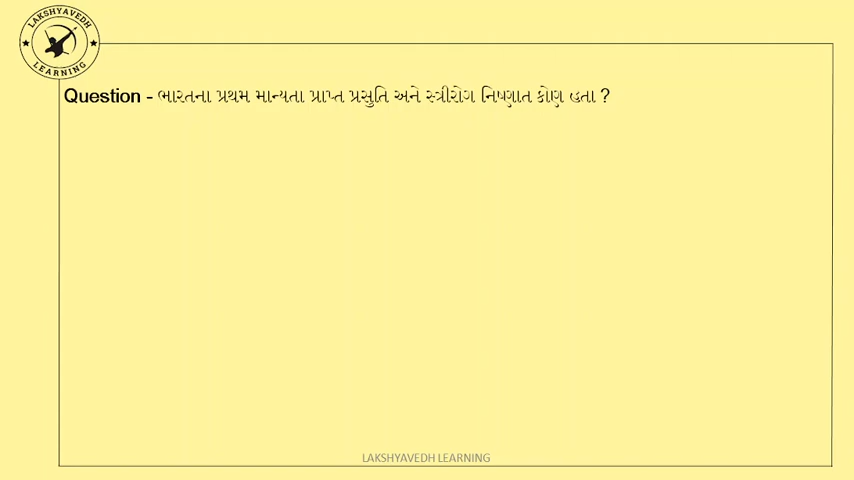 LAKSHYAVEDH
LEARNING
Question - ભારતના પ્રથમ માન્યતા પ્રાપ્ત પ્રસુતિ અને સ્ત્રીરોગ નિષ્ણાત કોણ હતા ?
LAKSHYAVEDH LEARNING